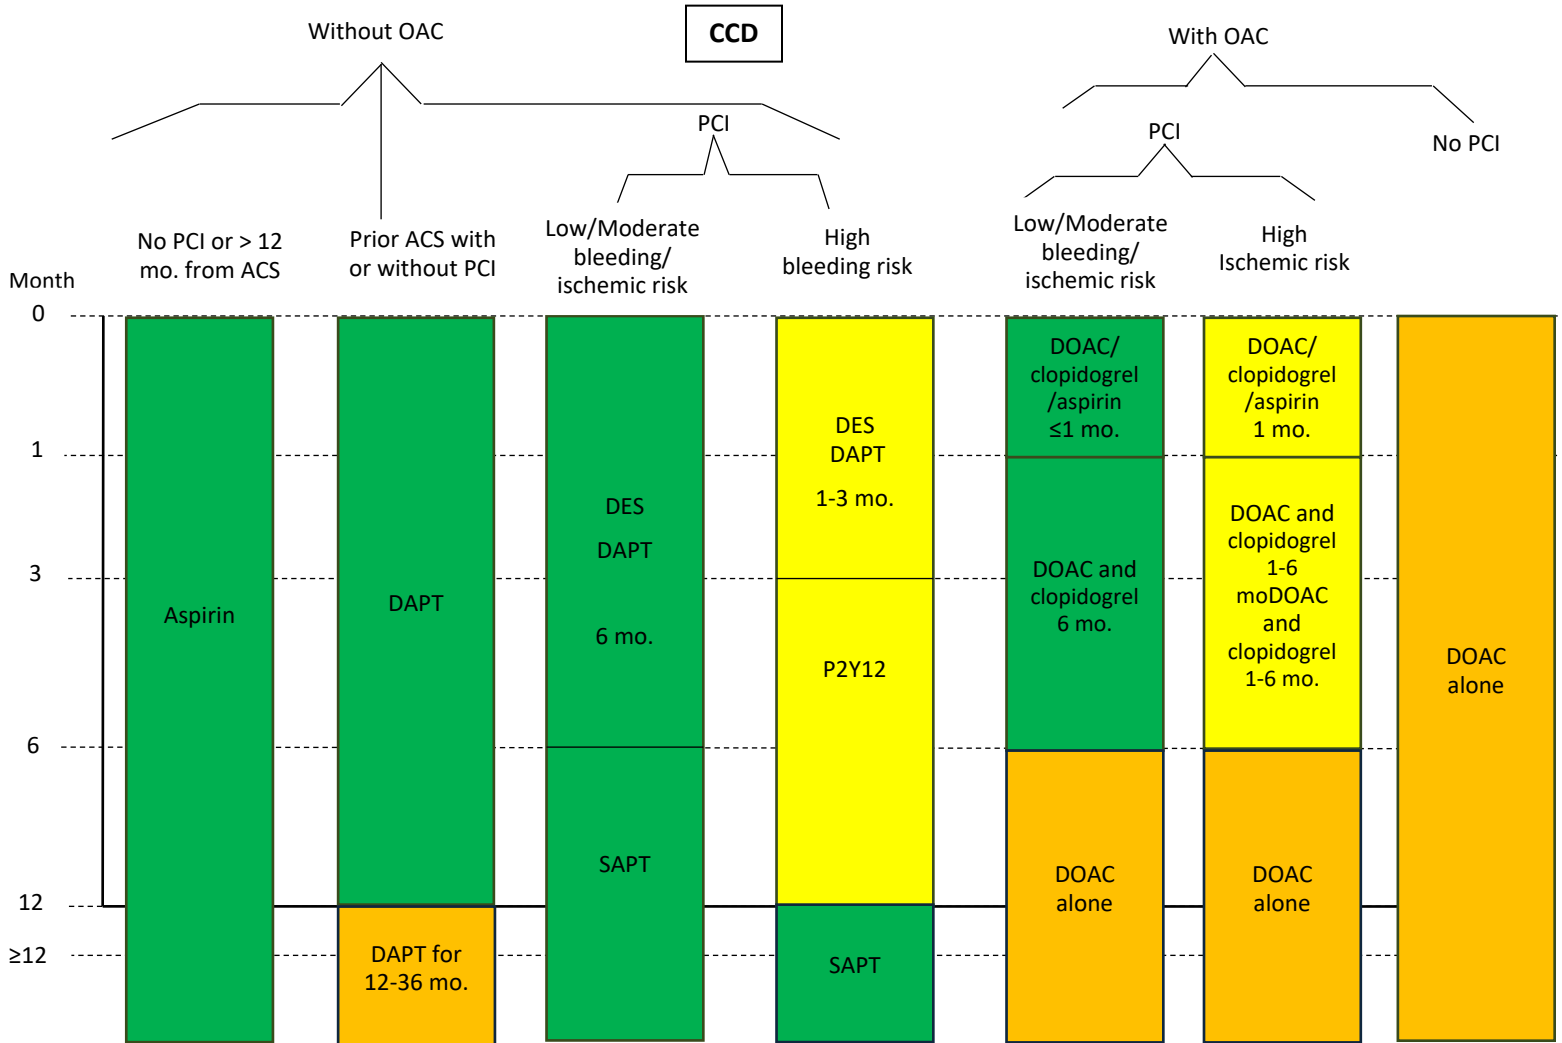 Without OAC
CCD
With OAC
PCI
PCI
No PCI
No PCI or > 12
mo. from ACS
Prior ACS with
or without PCI
Low/Moderate
bleeding/
ischemic risk
High
bleeding risk
Low/Moderate
bleeding/
ischemic risk
High
Ischemic risk
Month
0
1
3
6
12
≥12
Aspirin
DAPT
DAPT for
12-36 mo.
DES
DAPT
6 mo.
SAPT
DES
DAPT
1-3 mo.
P2Y12
SAPT
DOAC/
clopidogrel
/aspirin
≤1 mo.
DOAC and
clopidogrel
6 mo.
DOAC
alone
DOAC/
clopidogrel
/aspirin
1 mo.
DOAC and
clopidogrel
1-6
moDOAC
and
clopidogrel
1-6 mo.
DOAC
alone
DOAC
alone